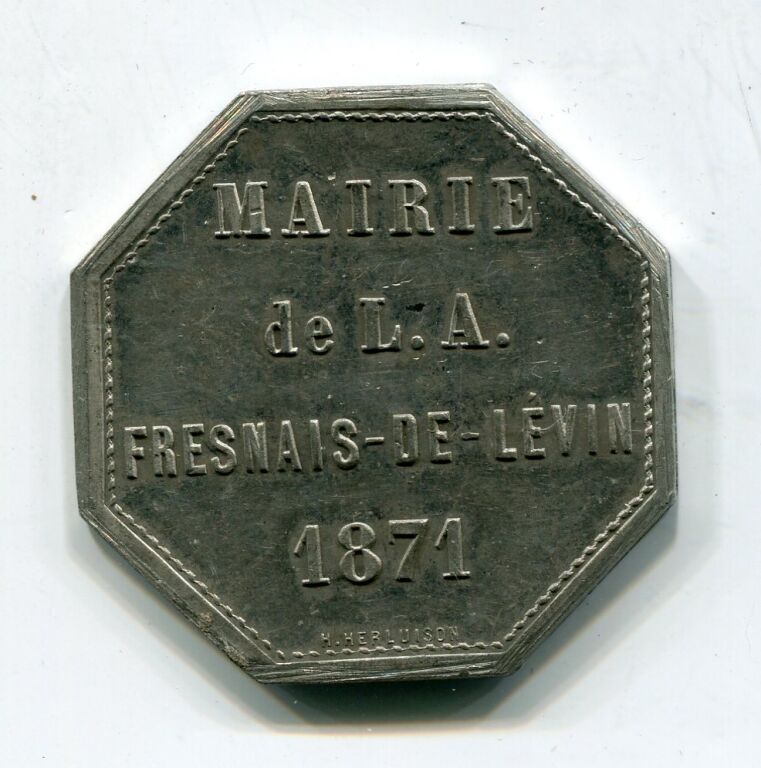 MAIRIE
de L. A.
FRESNAIS-DE-LÉVIN
1871
H. HERLUISON